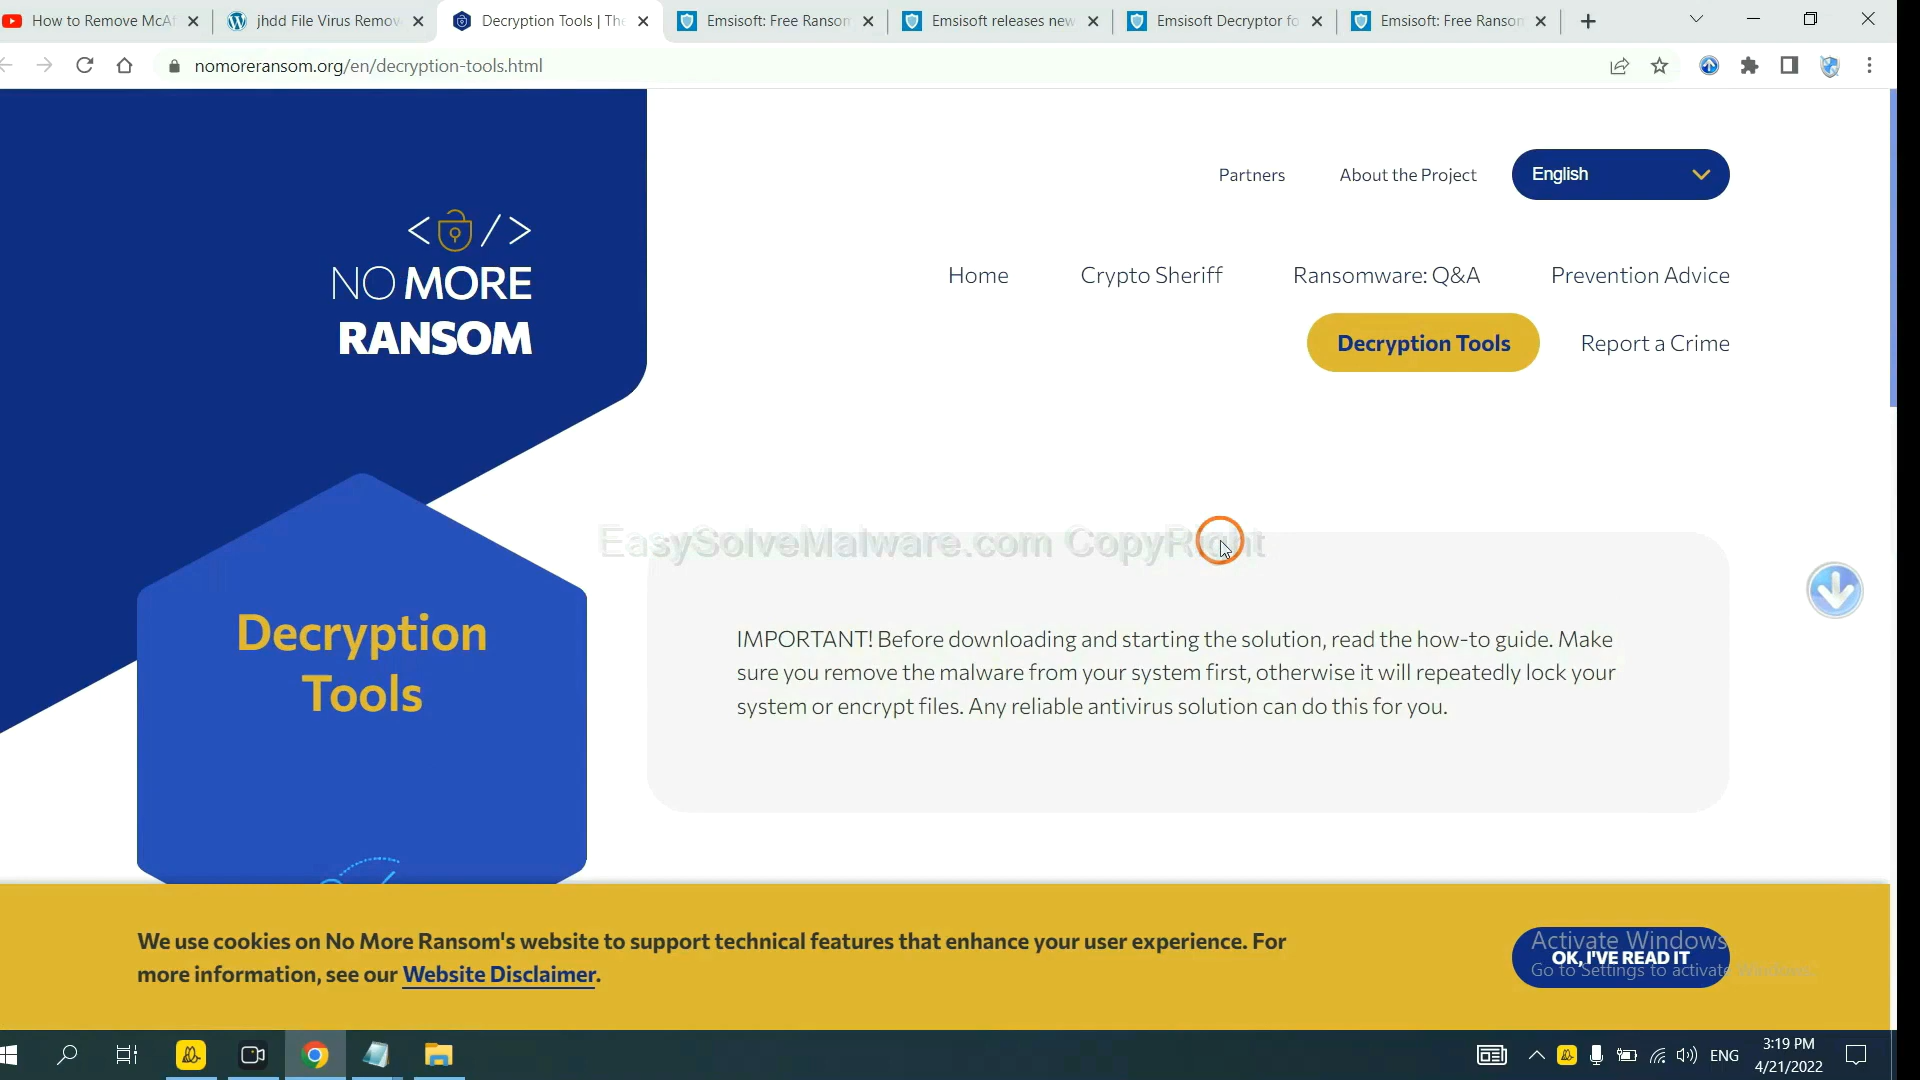 How to Remove McAf
jhdd File Virus Remov
Decryption Tools | The
Emsisoft: Free Ransom
Emsisoft releases new
Emsisoft Decryptor fo
Emsisoft: Free Ransom
nomoreransom.org/en/decryption-tools.html
Partners
About the Project
English
NO MORE
RANSOM
Home
Crypto Sheriff
Ransomware: Q&A
Prevention Advice
Decryption Tools
Report a Crime
EasySolveMalware.com CopyRight
Decryption
Tools
IMPORTANT! Before downloading and starting the solution, read the how-to guide. Make
sure you remove the malware from your system first, otherwise it will repeatedly lock your
system or encrypt files. Any reliable antivirus solution can do this for you.
We use cookies on No More Ransom's website to support technical features that enhance your user experience. For
more information, see our Website Disclaimer.
OK, I'VE READ IT
Activate Windows
Go to Settings to activate Windows.
ENG
3:19 PM
4/21/2022